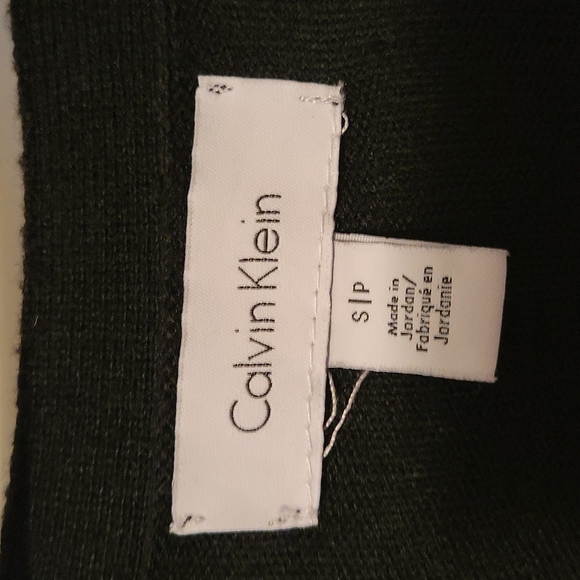 Calvin Klein
S|P
Made in
Jordan/
Fabriqué en
Jordanie